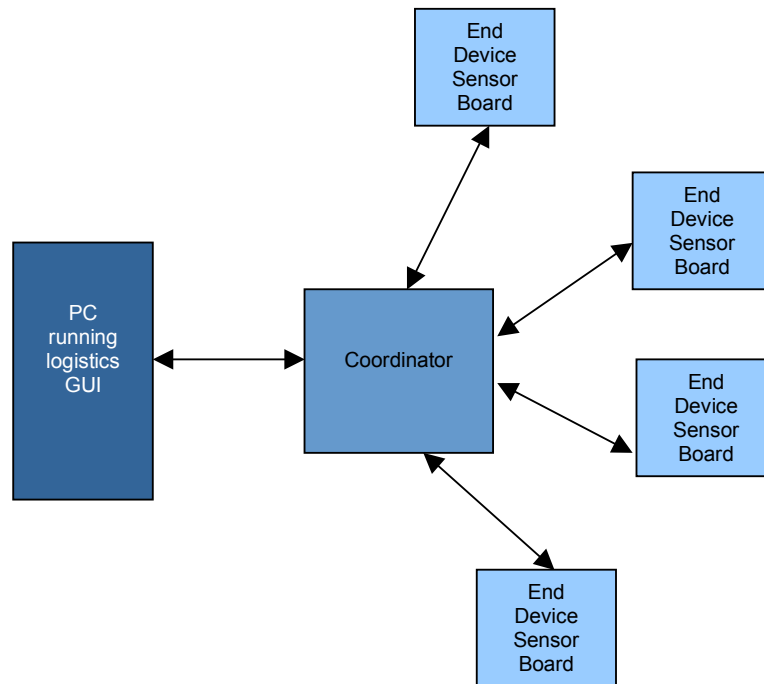 End
Device
Sensor
Board
End
Device
Sensor
Board
PC
running
logistics
GUI
Coordinator
End
Device
Sensor
Board
End
Device
Sensor
Board